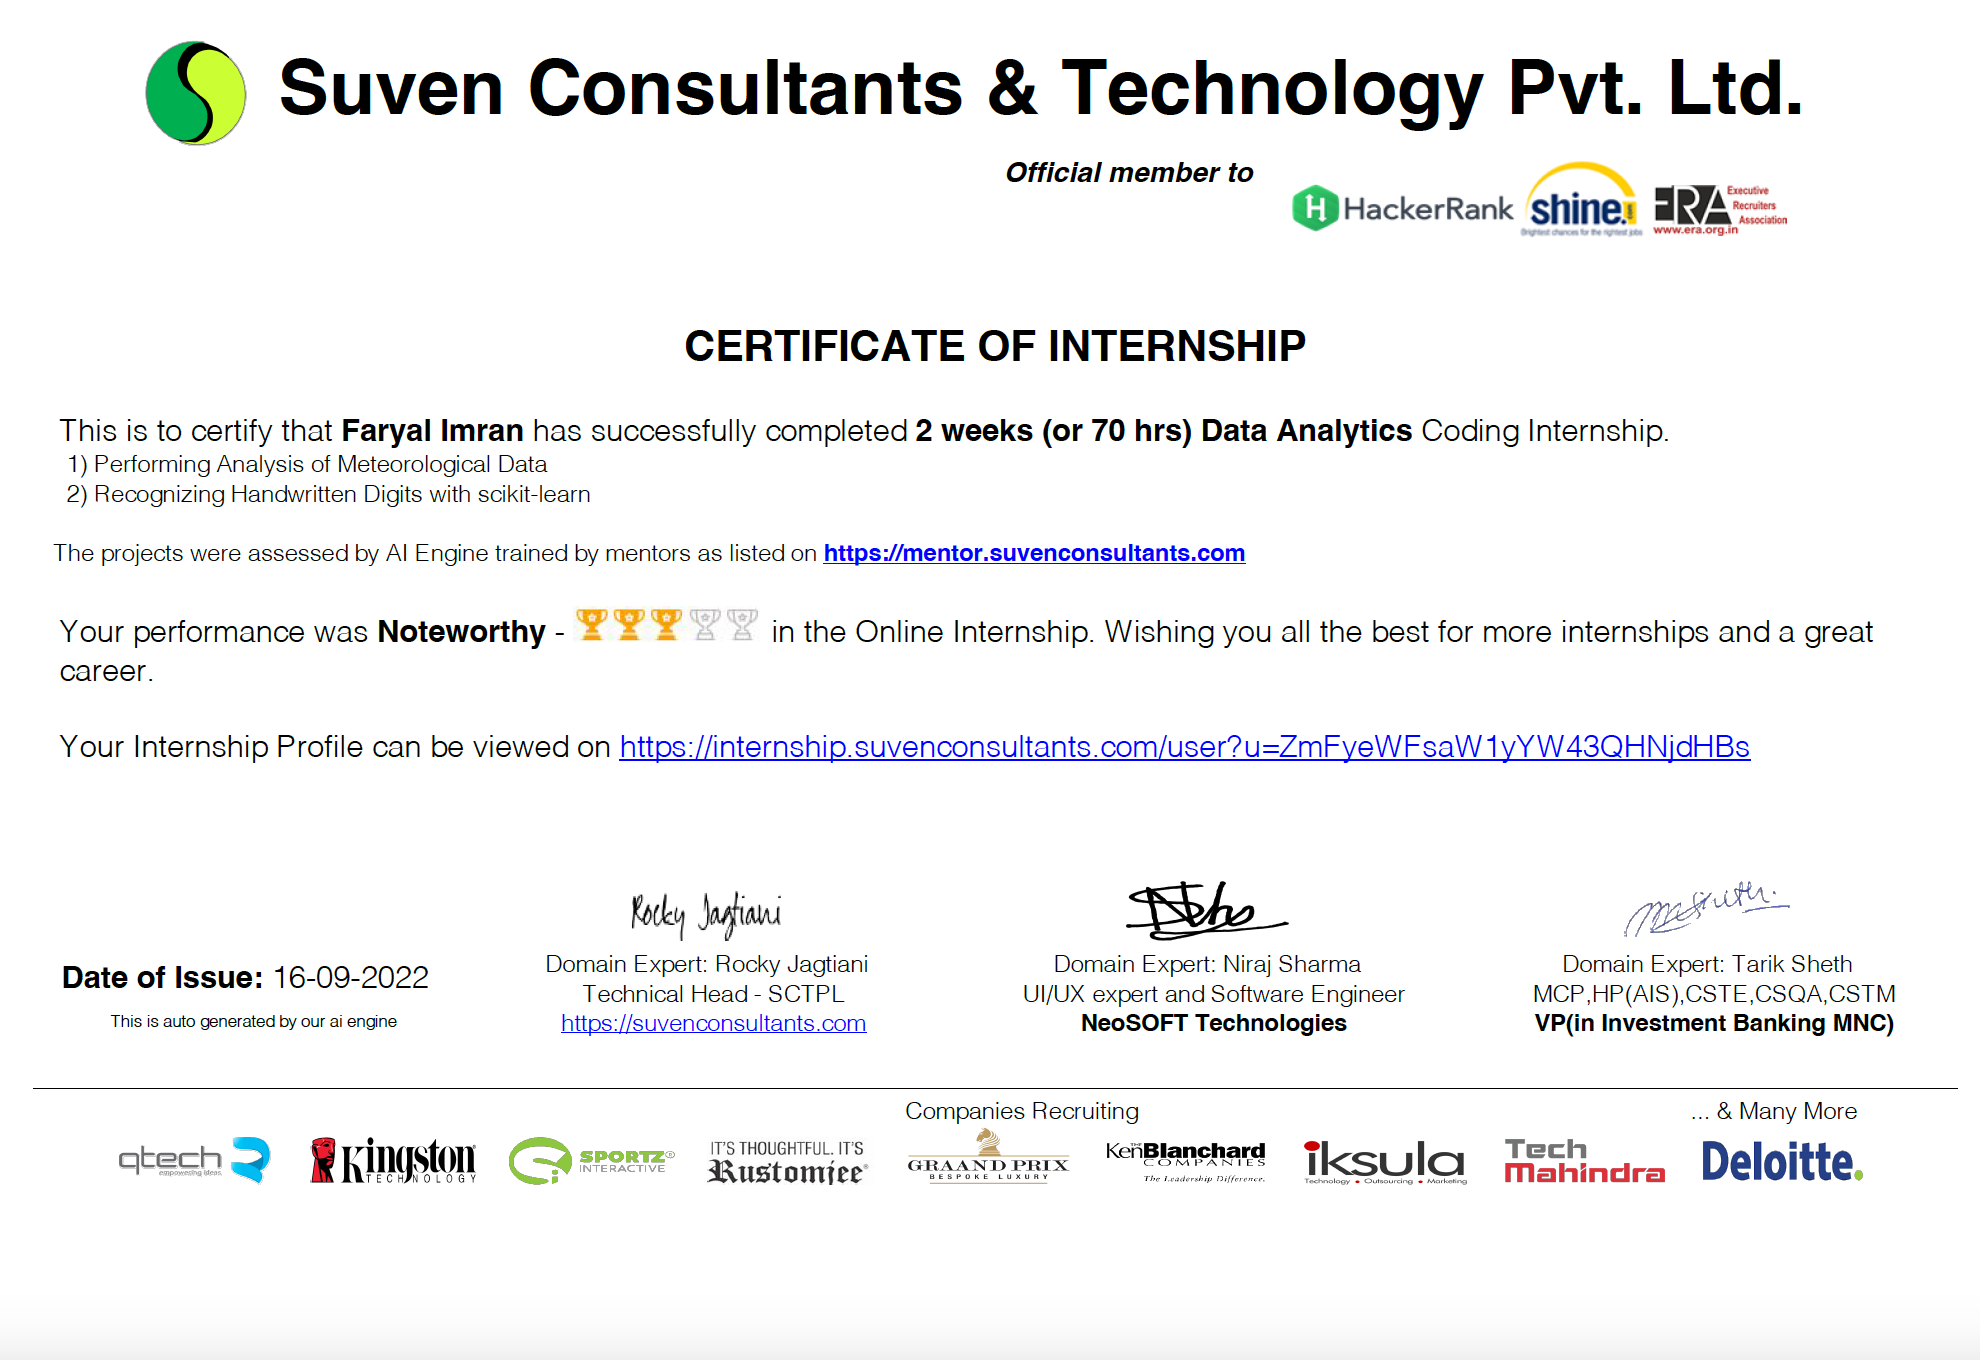 Suven Consultants & Technology Pvt. Ltd.
Official member to
HackerRank
shine.com
Brightest chances for the rightest jobs
ERA Executive Recruiters Association
www.era.org.in
CERTIFICATE OF INTERNSHIP
This is to certify that Faryal Imran has successfully completed 2 weeks (or 70 hrs) Data Analytics Coding Internship.
1) Performing Analysis of Meteorological Data
2) Recognizing Handwritten Digits with scikit-learn
The projects were assessed by AI Engine trained by mentors as listed on https://mentor.suvenconsultants.com
Your performance was Noteworthy - in the Online Internship. Wishing you all the best for more internships and a great
career.
Your Internship Profile can be viewed on https://internship.suvenconsultants.com/user?u=ZmFyeWFsaW1yYW43QHNjdHBs
Rocky Jagtiani
Domain Expert: Rocky Jagtiani
Technical Head - SCTPL
https://suvenconsultants.com
Domain Expert: Niraj Sharma
UI/UX expert and Software Engineer
NeoSOFT Technologies
Domain Expert: Tarik Sheth
MCP,HP(AIS),CSTE,CSQA,CSTM
VP(in Investment Banking MNC)
Date of Issue: 16-09-2022
This is auto generated by our ai engine
Companies Recruiting
... & Many More
qtech
empowering ideas
Kingston
TECHNOLOGY
SPORTZ®
INTERACTIVE
IT'S THOUGHTFUL. IT'S
Rustomjee®
GRAAND PRIX
BESPOKE LUXURY
THE
KenBlanchard
COMPANIES
The Leadership Difference.
iksula
Technology • Outsourcing • Marketing
Tech
Mahindra
Deloitte.